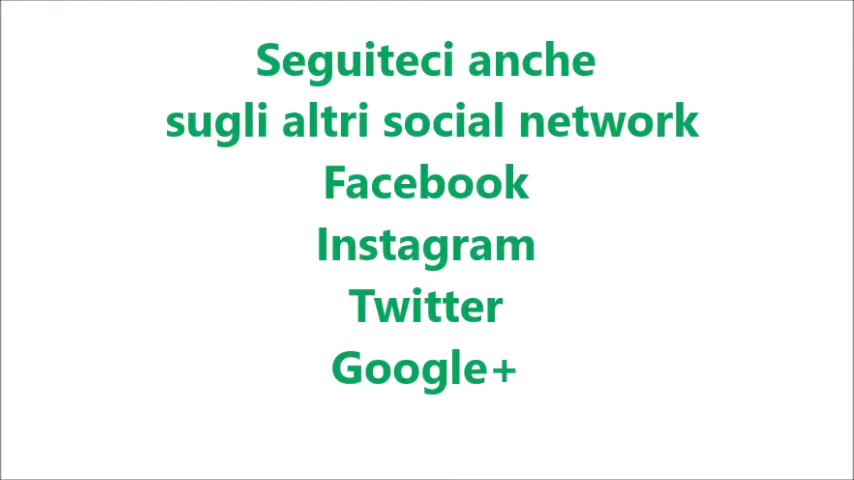 Seguiteci anche
sugli altri social network
Facebook
Instagram
Twitter
Google+